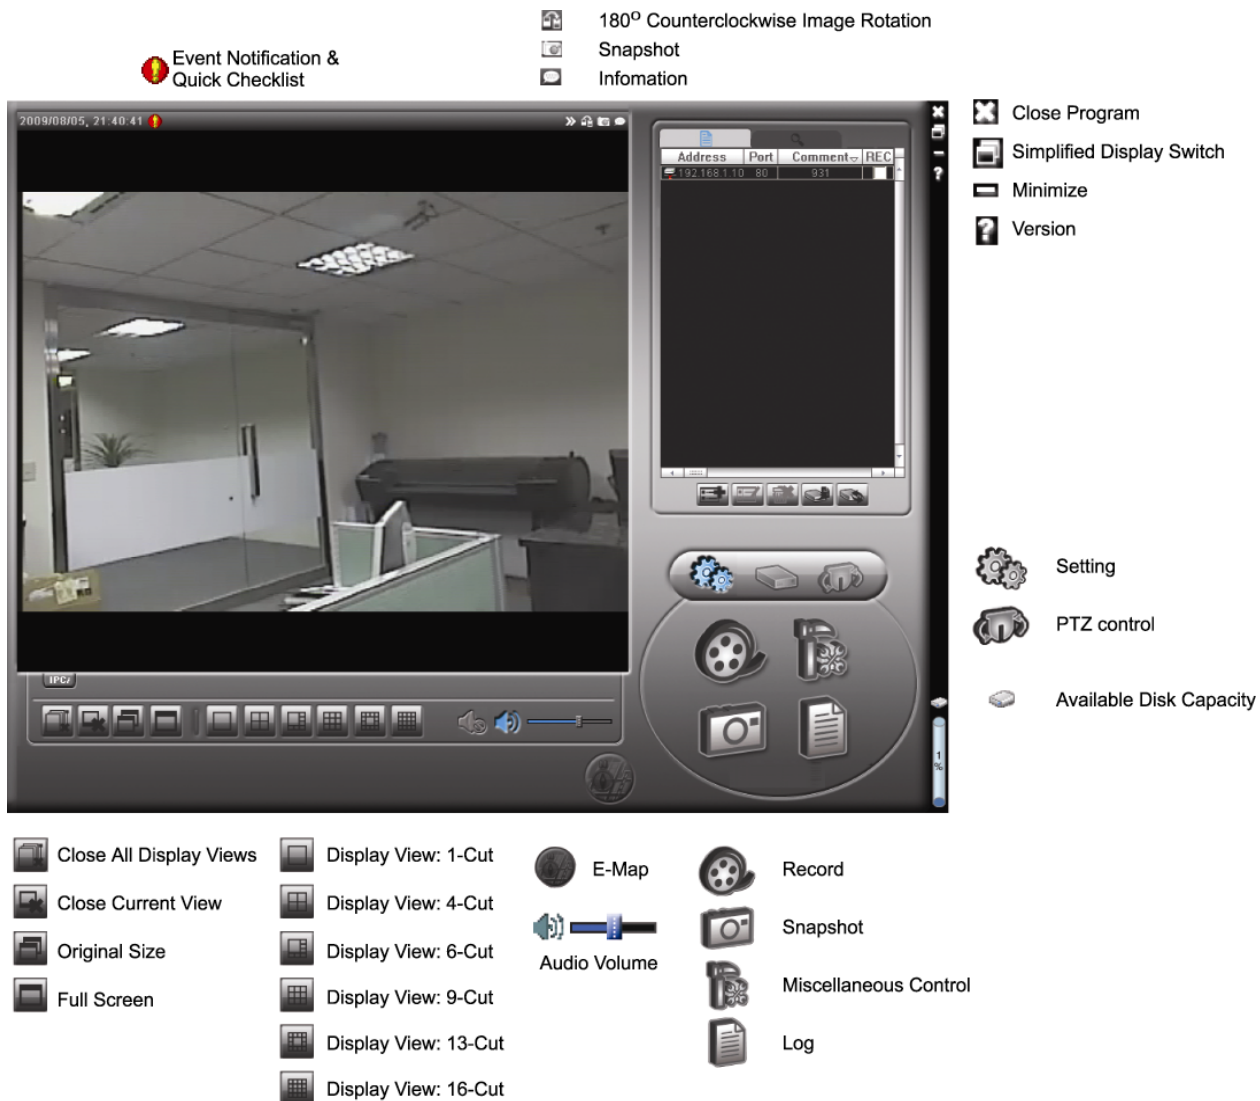 180° Counterclockwise Image Rotation
Snapshot
Infomation
Event Notification &
Quick Checklist
2009/08/05, 21:40:41
Address Port Comment REC
192.168.1.10 80 931
Close Program
Simplified Display Switch
Minimize
? Version
Setting
PTZ control
Available Disk Capacity
1
%
Close All Display Views
Close Current View
Original Size
Full Screen
Display View: 1-Cut
Display View: 4-Cut
Display View: 6-Cut
Display View: 9-Cut
Display View: 13-Cut
Display View: 16-Cut
E-Map
Audio Volume
Record
Snapshot
Miscellaneous Control
Log